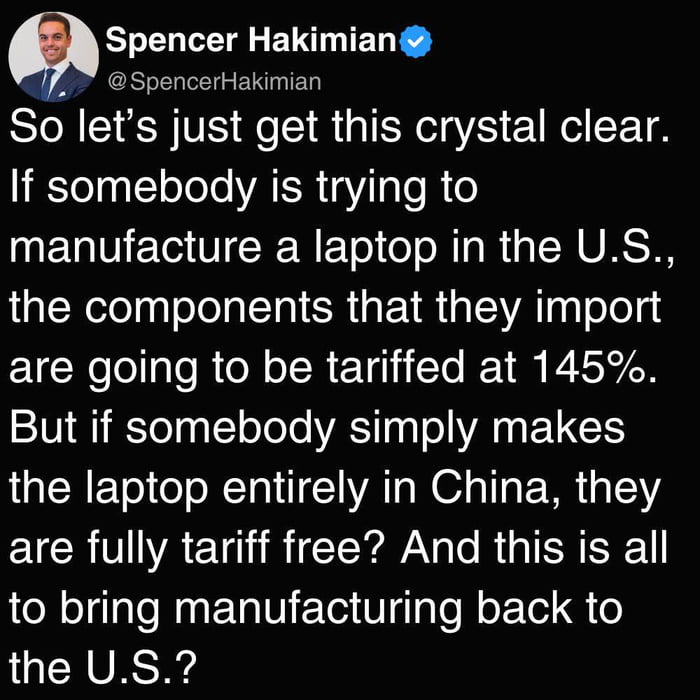 Spencer Hakimian
@SpencerHakimian
So let’s just get this crystal clear.
If somebody is trying to
manufacture a laptop in the U.S.,
the components that they import
are going to be tariffed at 145%.
But if somebody simply makes
the laptop entirely in China, they
are fully tariff free? And this is all
to bring manufacturing back to
the U.S.?